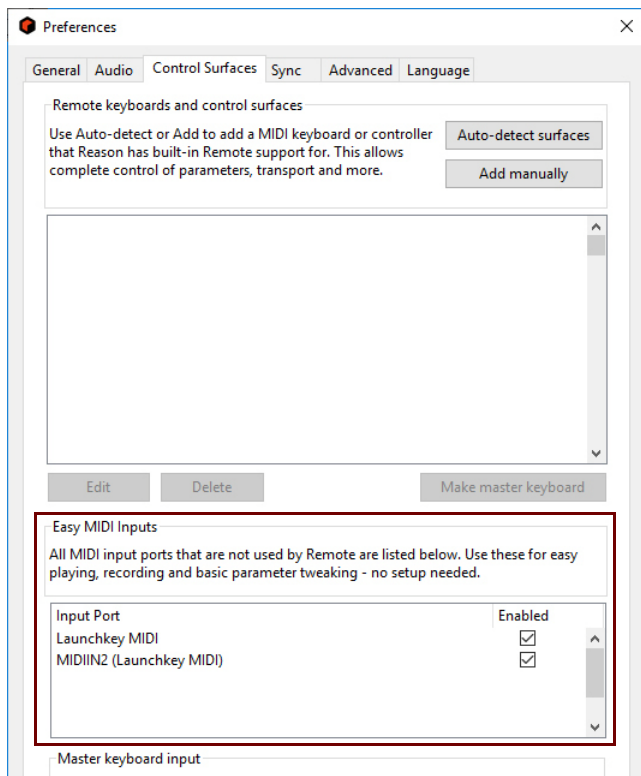 Preferences
General Audio Control Surfaces Sync Advanced Language
Remote keyboards and control surfaces
Use Auto-detect or Add to add a MIDI keyboard or controller
that Reason has built-in Remote support for. This allows
complete control of parameters, transport and more.
Auto-detect surfaces
Add manually
Edit Delete Make master keyboard
Easy MIDI Inputs
All MIDI input ports that are not used by Remote are listed below. Use these for easy
playing, recording and basic parameter tweaking - no setup needed.
Input Port Enabled
Launchkey MIDI
MIDIIN2 (Launchkey MIDI)
Master keyboard input